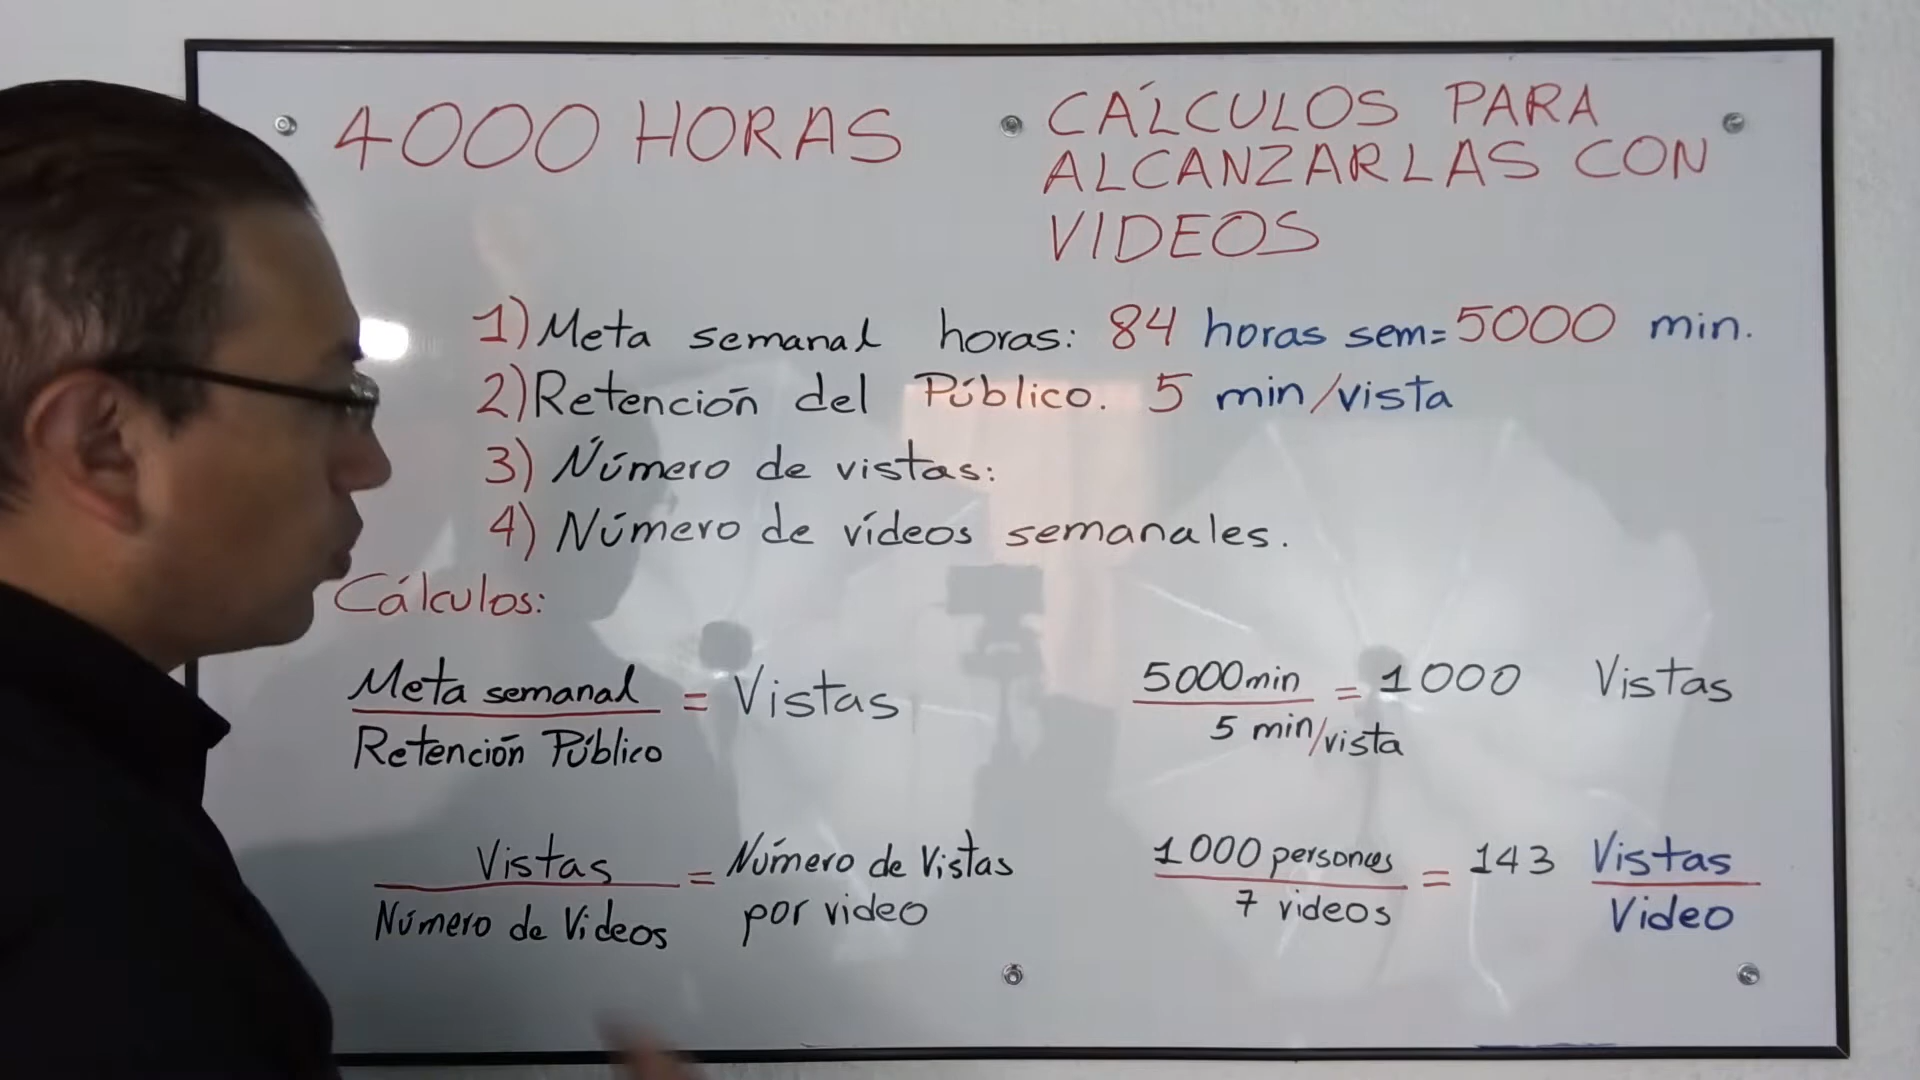 4000 HORAS
CÁLCULOS PARA
ALCANZARLAS CON
VIDEOS
1) Meta semanal horas: 84 horas sem=5000 min.
2) Retención del Público. 5 min/vista
3) Número de vistas:
4) Número de vídeos semanales.
Cálculos:
Meta semanal = Vistas
Retención Público
5000min = 1000 Vistas
5 min/vista
Vistas = Número de Vistas
Número de Videos por video
1000 personas = 143 Vistas
7 videos Video